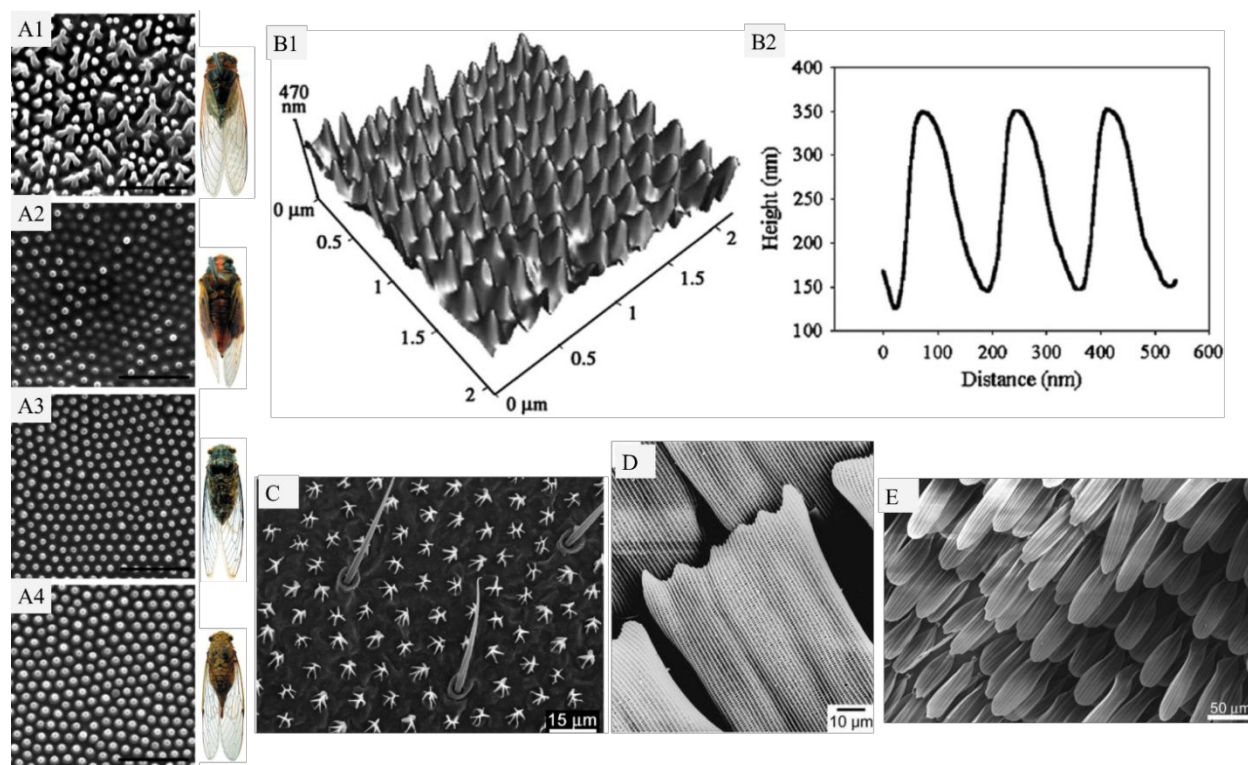 A1
A2
A3
A4
B1
470
nm
0 μm
0.5
1
1.5
2
0 μm
0.5
1
1.5
2
B2
Height (nm)
400
350
300
250
200
150
100
0 100 200 300 400 500 600
Distance (nm)
C
15 μm
D
10 μm
E
50 μm